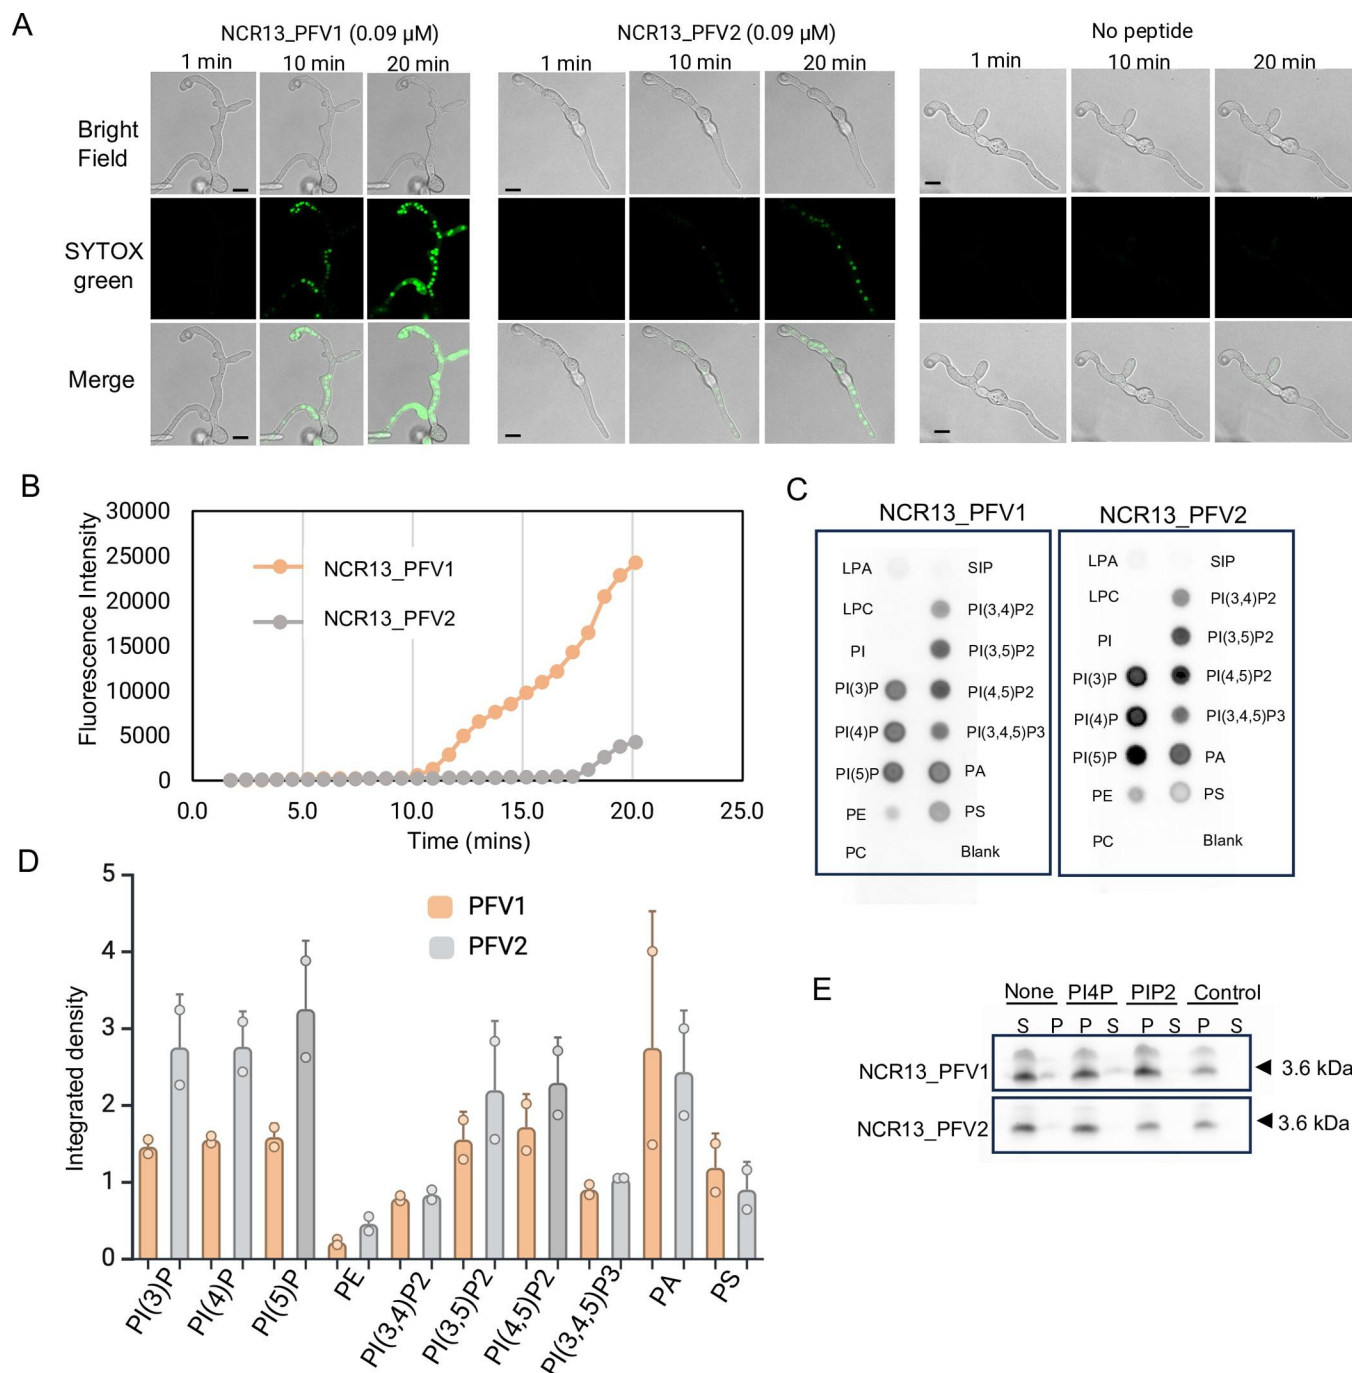 A
NCR13_PFV1 (0.09 µM)
NCR13_PFV2 (0.09 µM)
No peptide
1 min
10 min
20 min
1 min
10 min
20 min
1 min
10 min
20 min
Bright
Field
SYTOX
green
Merge
B
Fluorescence Intensity
30000
25000
20000
15000
10000
5000
0
0.0
5.0
10.0
15.0
20.0
25.0
Time (mins)
NCR13_PFV1
NCR13_PFV2
C
NCR13_PFV1
LPA
SIP
LPC
PI(3,4)P2
PI
PI(3,5)P2
PI(3)P
PI(4,5)P2
PI(4)P
PI(3,4,5)P3
PI(5)P
PA
PE
PS
PC
Blank
NCR13_PFV2
LPA
SIP
LPC
PI(3,4)P2
PI
PI(3,5)P2
PI(3)P
PI(4,5)P2
PI(4)P
PI(3,4,5)P3
PI(5)P
PA
PE
PS
PC
Blank
D
Integrated density
5
4
3
2
1
0
PFV1
PFV2
PI(3)P
PI(4)P
PI(5)P
PE
PI(3,4)P2
PI(3,5)P2
PI(4,5)P2
PI(3,4,5)P3
PA
PS
E
None PI4P PIP2 Control
S P P S P S P S
NCR13_PFV1
3.6 kDa
NCR13_PFV2
3.6 kDa